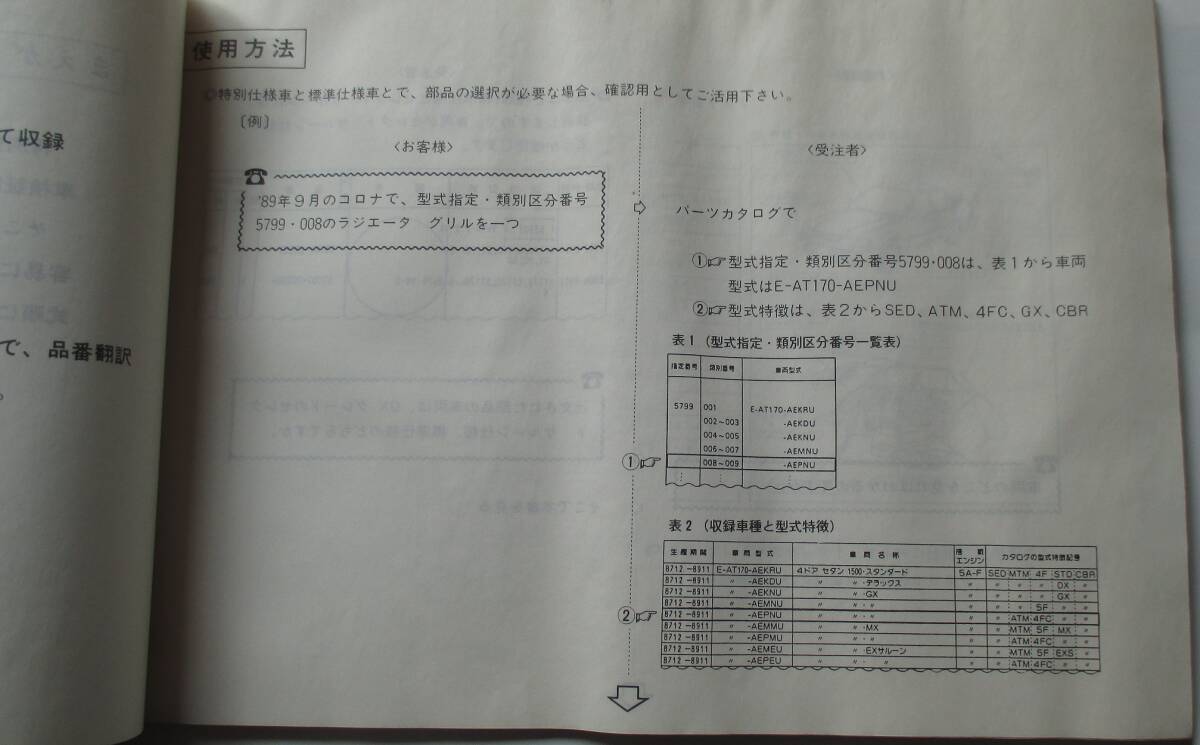 て収録
で、品番翻訳
。
使用方法
◎特別仕様車と標準仕様車とで、部品の選択が必要な場合、確認用としてご活用下さい。
〔例〕
〈お客様〉
〈受注者〉
☎
'89年9月のコロナで、型式指定・類別区分番号
5799・008のラジエータ グリルを一つ
パーツカタログで
①☞型式指定・類別区分番号5799・008は、表1から車両
型式はE-AT170-AEPNU
②☞型式特徴は、表2からSED、ATM、4FC、GX、CBR
表1 (型式指定・類別区分番号一覧表)
指定番号 類別番号 車両型式
5799 001 E-AT170-AEKRU
002～003 -AEKDU
004～005 -AEKNU
006～007 -AEMNU
①☞ 008～009 -AEPNU
表2 (収録車種と型式特徴)
生産期間 車両型式 車両名称 搭載エンジン カタログの型式特徴記号
8712-8911 E-AT170-AEKRU 4ドア セダン 1500・スタンダード 5A-F SED MTM 4F STD CBR
8712-8911 〃 -AEKDU 〃 〃・デラックス 〃 〃 〃 〃 DX 〃
8712-8911 〃 -AEKNU 〃 〃・GX 〃 〃 〃 〃 GX 〃
8712-8911 〃 -AEMNU 〃 〃・〃 〃 〃 〃 5F 〃 〃
②☞ 8712-8911 〃 -AEPNU 〃 〃・〃 〃 〃 ATM 4FC 〃 〃
8712-8911 〃 -AEMMU 〃 〃・MX 〃 〃 MTM 5F MX 〃
8712-8911 〃 -AEPMU 〃 〃・〃 〃 〃 ATM 4FC 〃 〃
8712-8911 〃 -AEMEU 〃 〃・EXサルーン 〃 〃 MTM 5F EXS 〃
8712-8911 〃 -AEPEU 〃 〃・〃 〃 〃 ATM 4FC 〃 〃